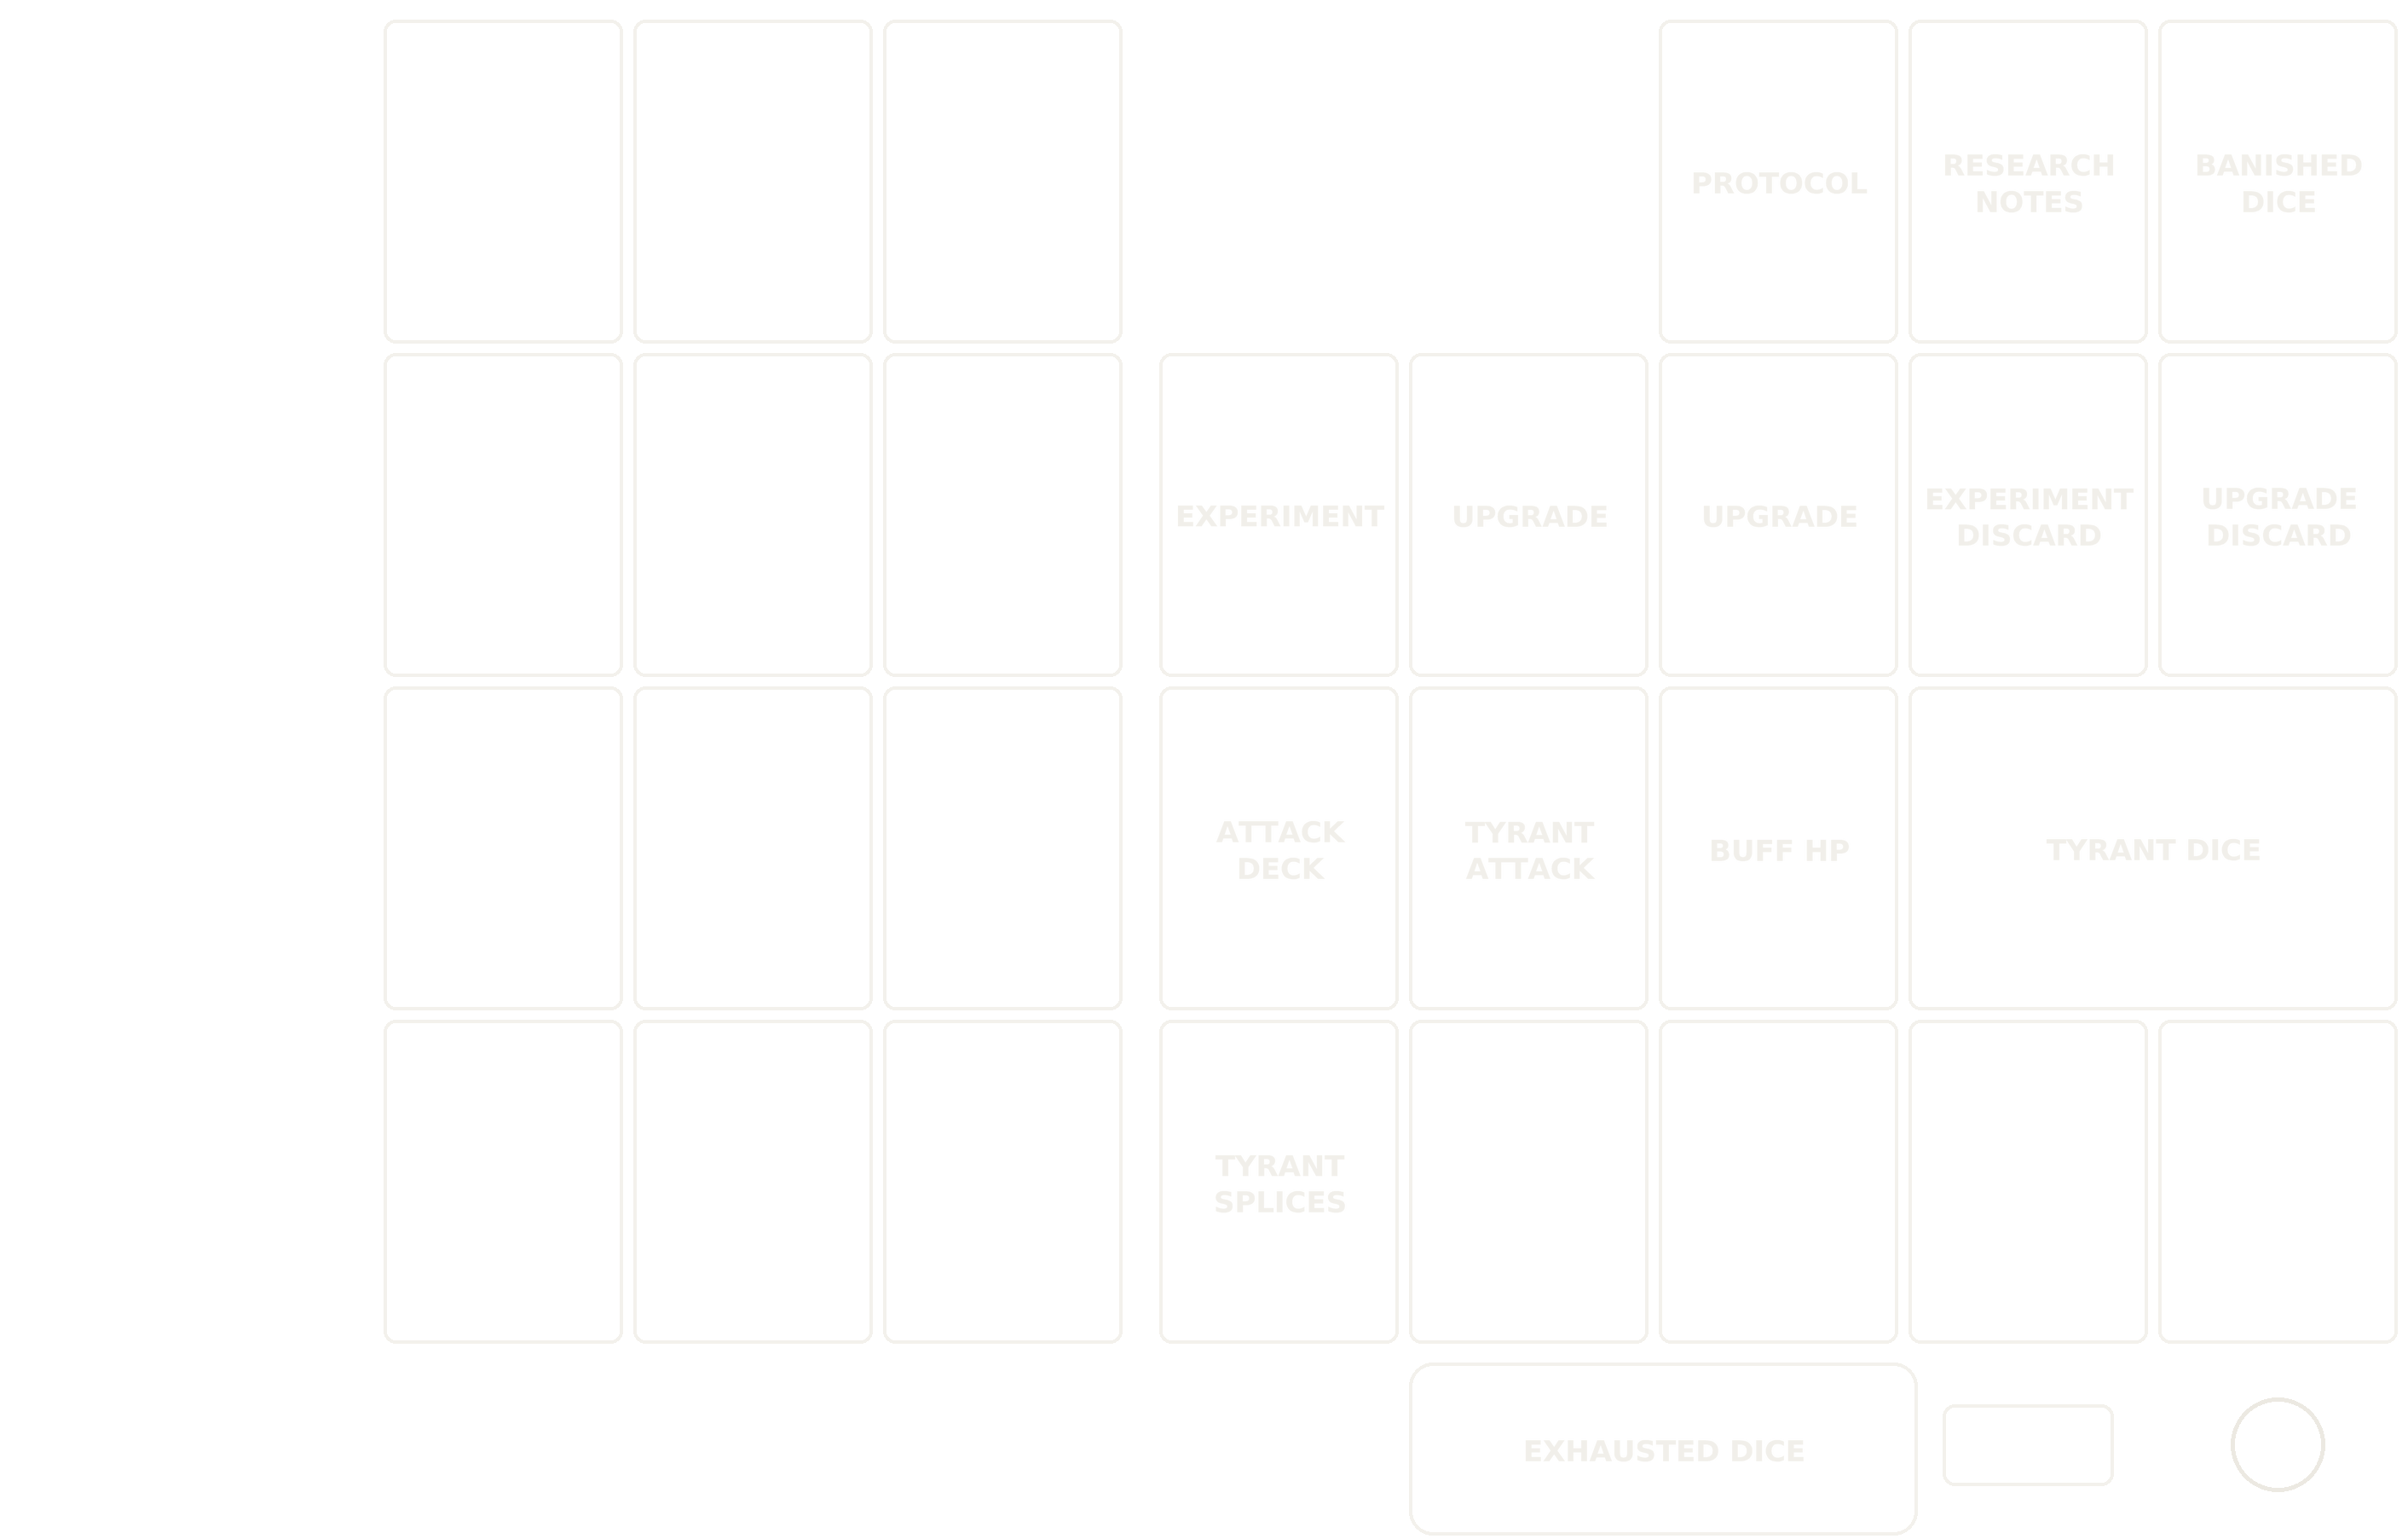 PROTOCOL
RESEARCH
NOTES
BANISHED
DICE
EXPERIMENT
UPGRADE
UPGRADE
EXPERIMENT
DISCARD
UPGRADE
DISCARD
ATTACK
DECK
TYRANT
ATTACK
BUFF HP
TYRANT DICE
TYRANT
SPLICES
EXHAUSTED DICE